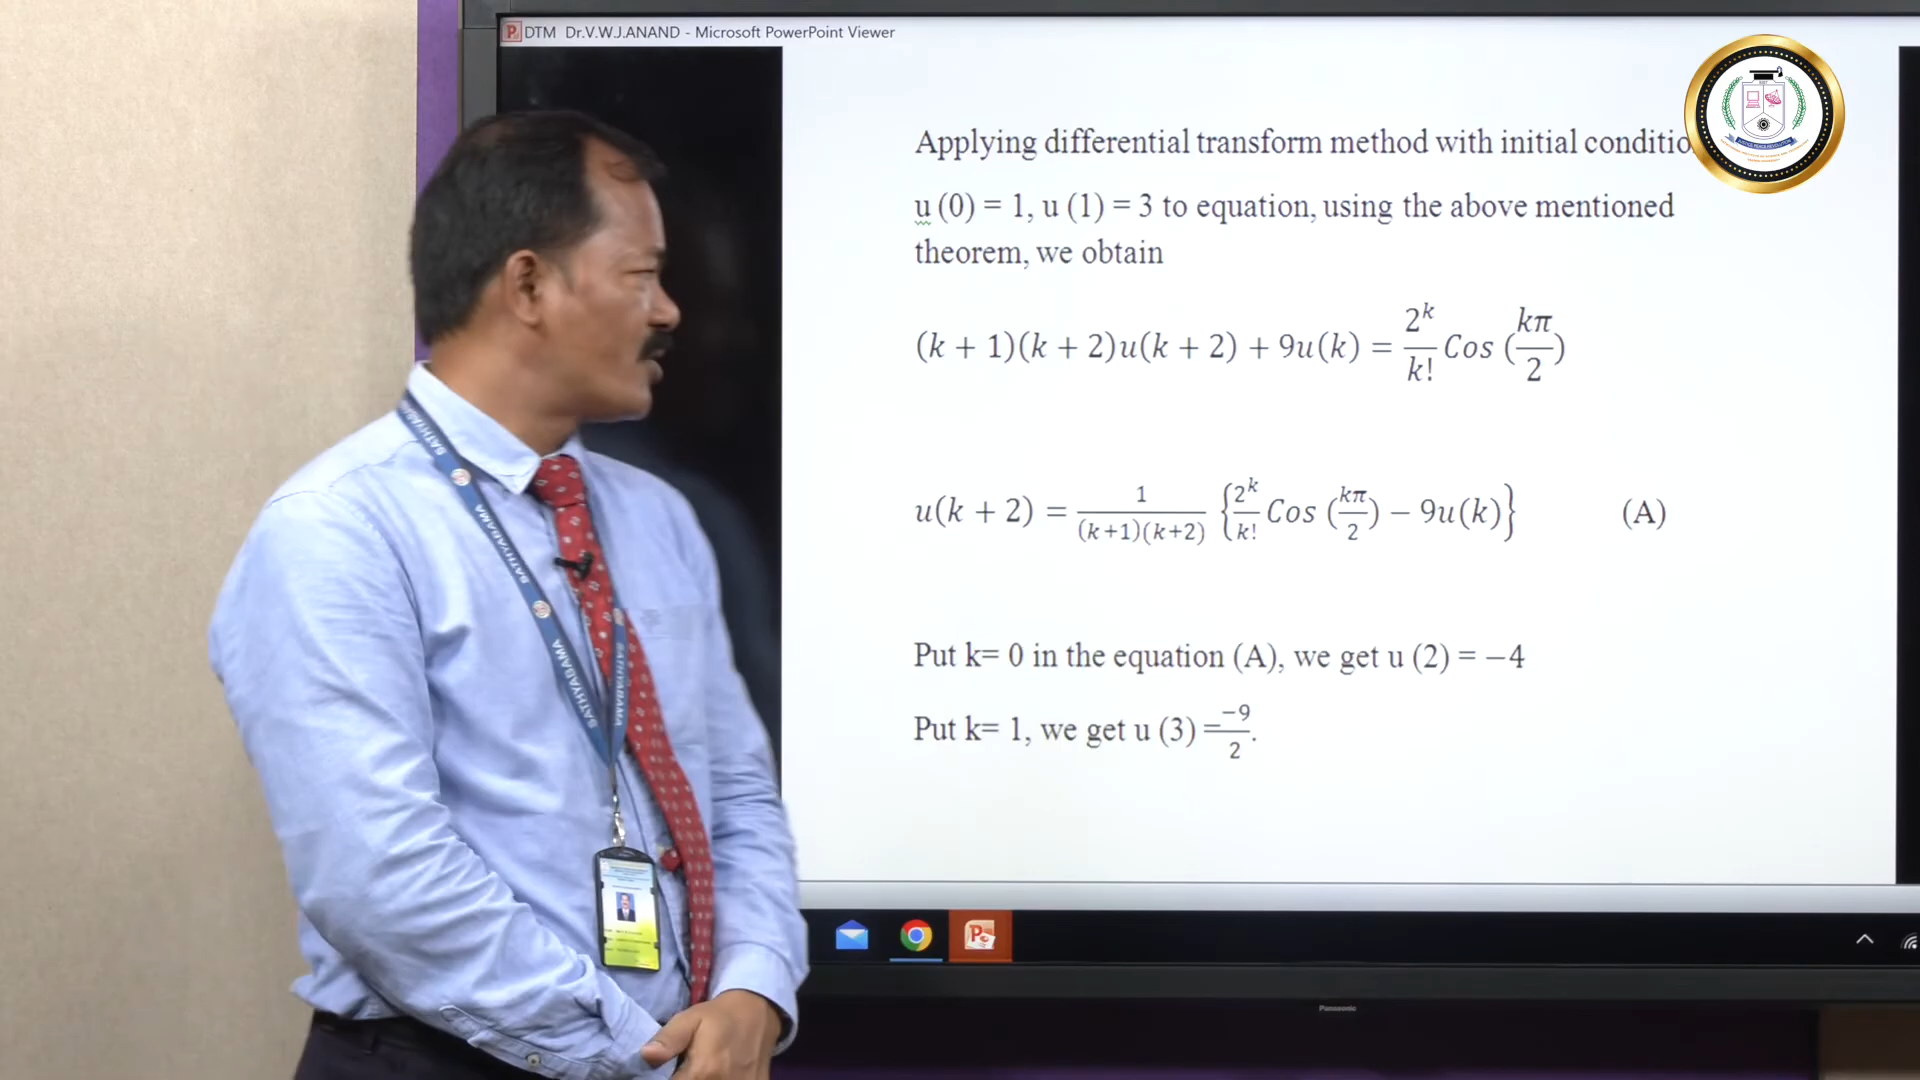 DTM Dr.V.W.J.ANAND - Microsoft PowerPoint Viewer
Applying differential transform method with initial conditio
u (0) = 1, u (1) = 3 to equation, using the above mentioned
theorem, we obtain
(k + 1)(k + 2)u(k + 2) + 9u(k) = 2^k/k! Cos (kπ/2)
u(k + 2) = 1/((k+1)(k+2)) {2^k/k! Cos (kπ/2) − 9u(k)} (A)
Put k= 0 in the equation (A), we get u (2) = −4
Put k= 1, we get u (3) = −9/2.
SATHYABAMA
SATHYABAMA
SATHYABAMA
SATHYABAMA
Panasonic